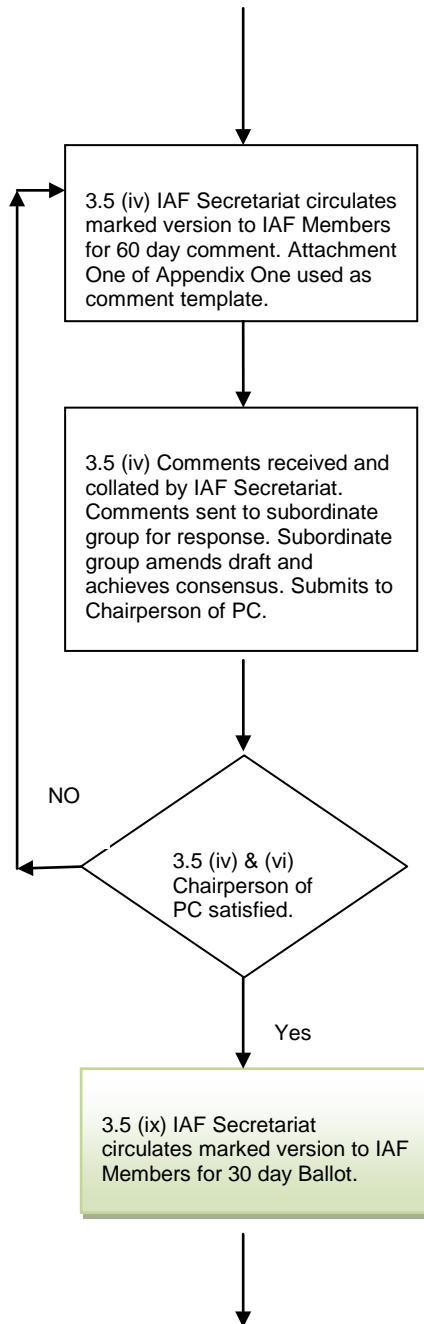 3.5 (iv) IAF Secretariat circulates
marked version to IAF Members
for 60 day comment. Attachment
One of Appendix One used as
comment template.
3.5 (iv) Comments received and
collated by IAF Secretariat.
Comments sent to subordinate
group for response. Subordinate
group amends draft and
achieves consensus. Submits to
Chairperson of PC.
NO
3.5 (iv) & (vi)
Chairperson of
PC satisfied.
Yes
3.5 (ix) IAF Secretariat
circulates marked version to IAF
Members for 30 day Ballot.